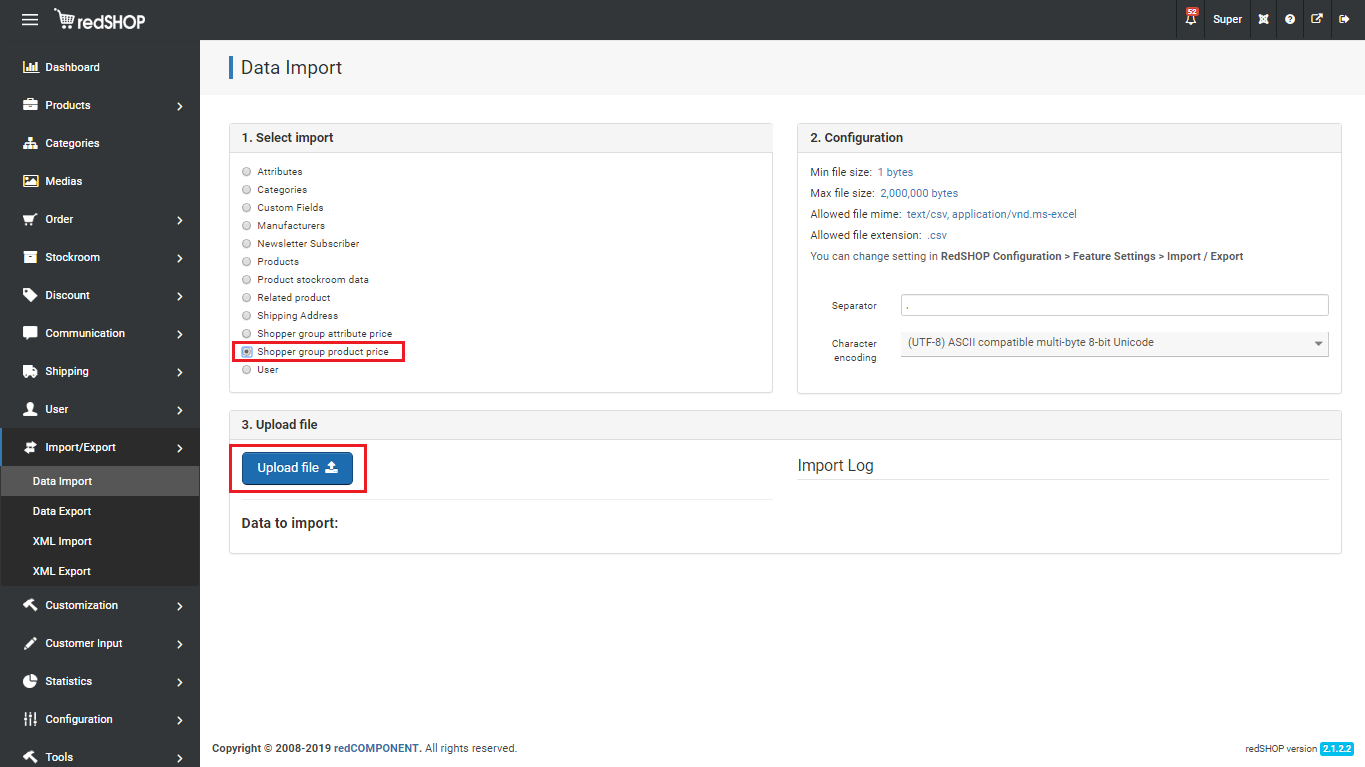 redSHOP
52
Super
Dashboard
Products
Categories
Medias
Order
Stockroom
Discount
Communication
Shipping
User
Import/Export
Data Import
Data Export
XML Import
XML Export
Customization
Customer Input
Statistics
Configuration
Tools
Data Import
1. Select import
Attributes
Categories
Custom Fields
Manufacturers
Newsletter Subscriber
Products
Product stockroom data
Related product
Shipping Address
Shopper group attribute price
Shopper group product price
User
2. Configuration
Min file size: 1 bytes
Max file size: 2,000,000 bytes
Allowed file mime: text/csv, application/vnd.ms-excel
Allowed file extension: .csv
You can change setting in RedSHOP Configuration > Feature Settings > Import / Export
Separator
Character
encoding
(UTF-8) ASCII compatible multi-byte 8-bit Unicode
3. Upload file
Upload file
Data to import:
Import Log
Copyright © 2008-2019 redCOMPONENT. All rights reserved.
redSHOP version 2.1.2.2